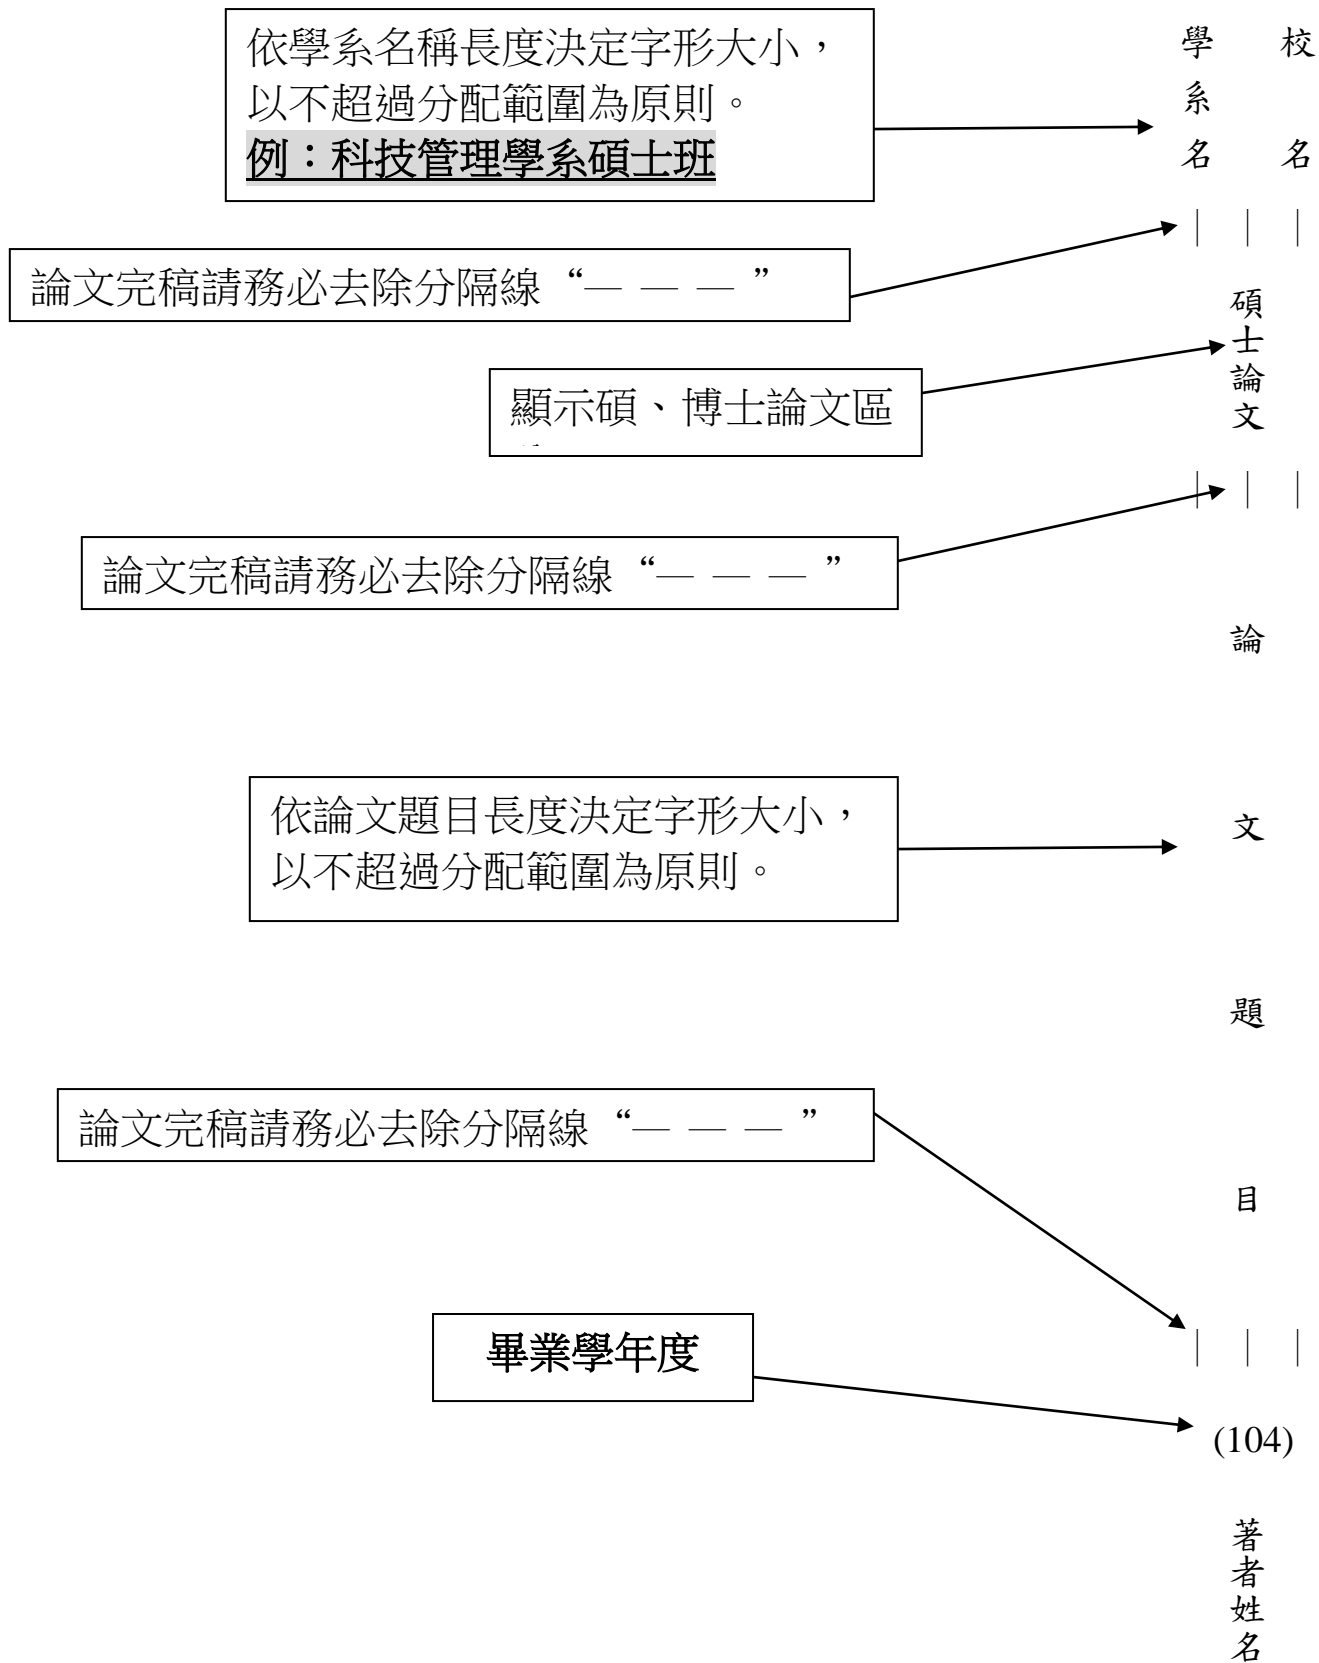 依學系名稱長度決定字形大小，
以不超過分配範圍為原則。
例：科技管理學系碩士班
校名
學系名
｜｜｜
論文完稿請務必去除分隔線“— — — ”
碩士論文
顯示碩、博士論文區
｜｜｜
論文完稿請務必去除分隔線“— — — ”
論文題目
依論文題目長度決定字形大小，
以不超過分配範圍為原則。
論文完稿請務必去除分隔線“— — — ”
｜｜｜
畢業學年度
(104)
著者姓名